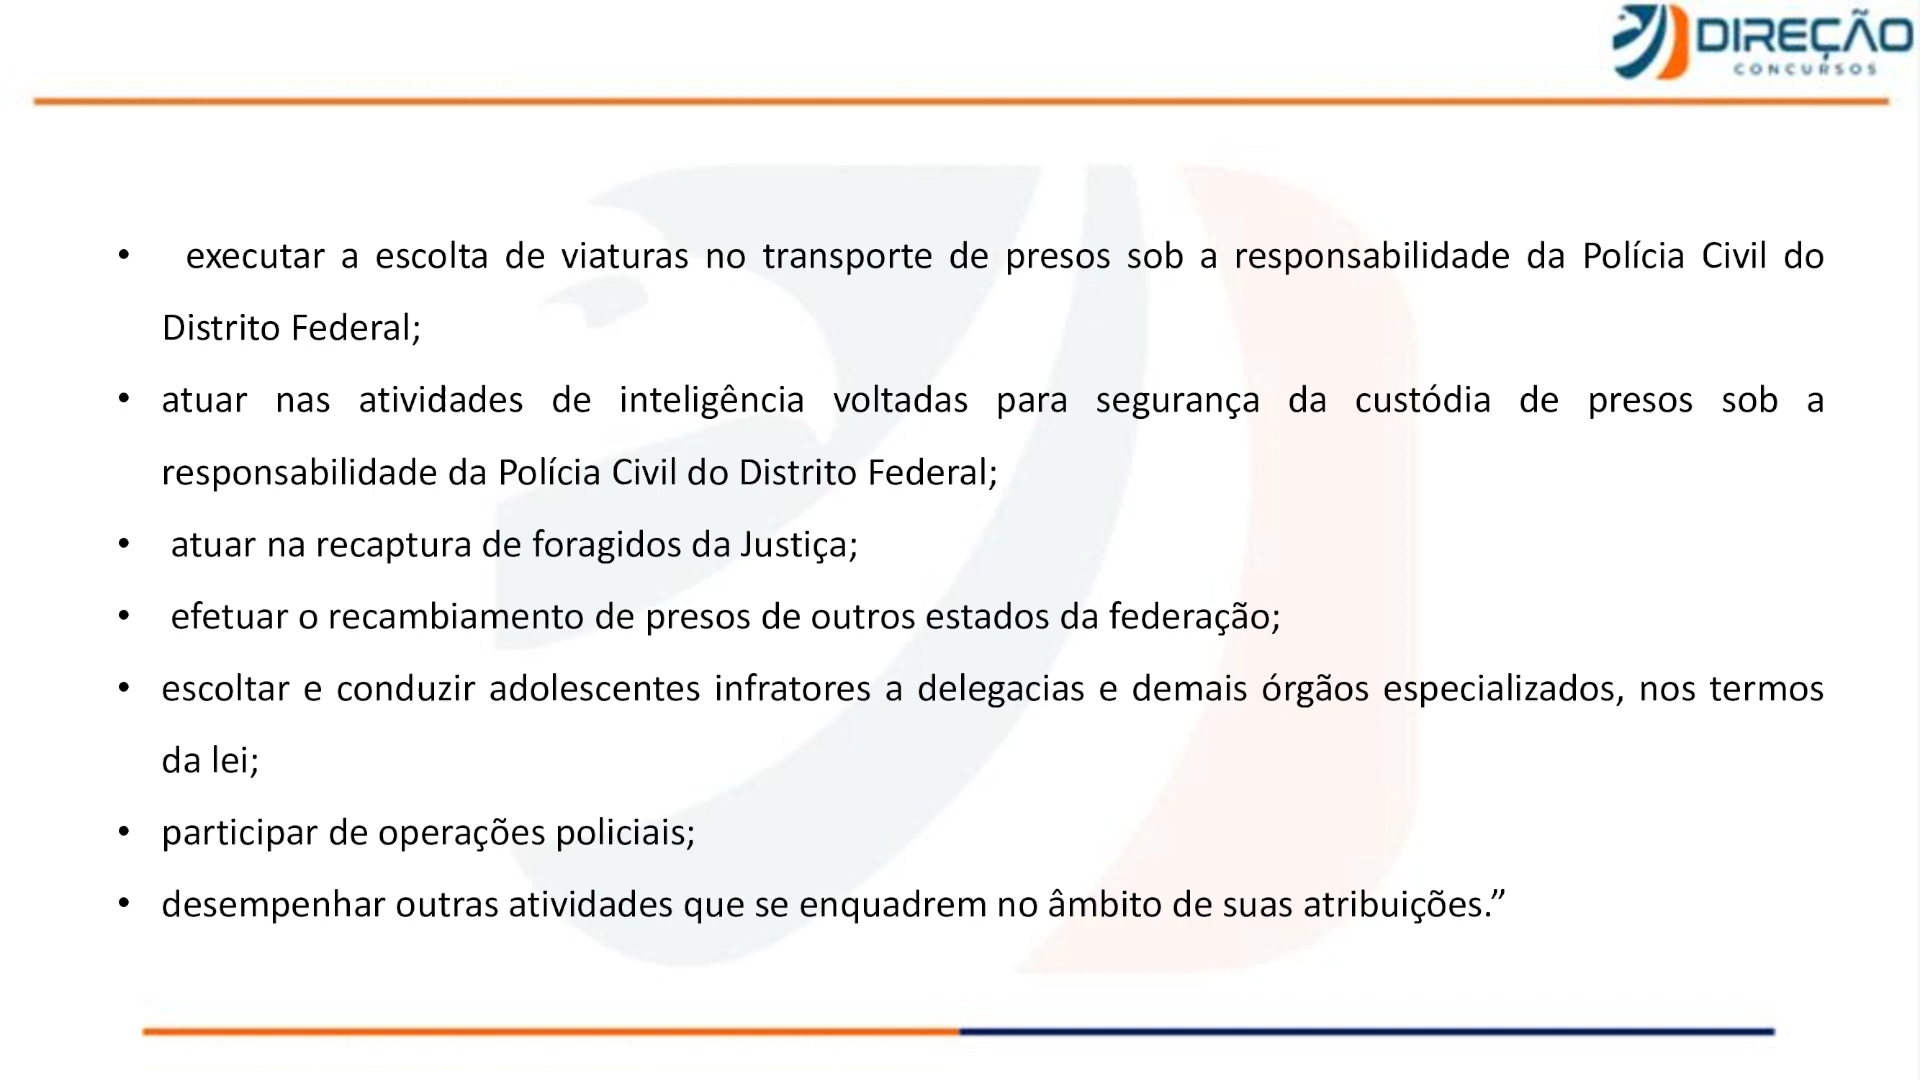 DIREÇÃO
CONCURSOS
• executar a escolta de viaturas no transporte de presos sob a responsabilidade da Polícia Civil do
Distrito Federal;
• atuar nas atividades de inteligência voltadas para segurança da custódia de presos sob a
responsabilidade da Polícia Civil do Distrito Federal;
• atuar na recaptura de foragidos da Justiça;
• efetuar o recambiamento de presos de outros estados da federação;
• escoltar e conduzir adolescentes infratores a delegacias e demais órgãos especializados, nos termos
da lei;
• participar de operações policiais;
• desempenhar outras atividades que se enquadrem no âmbito de suas atribuições.”